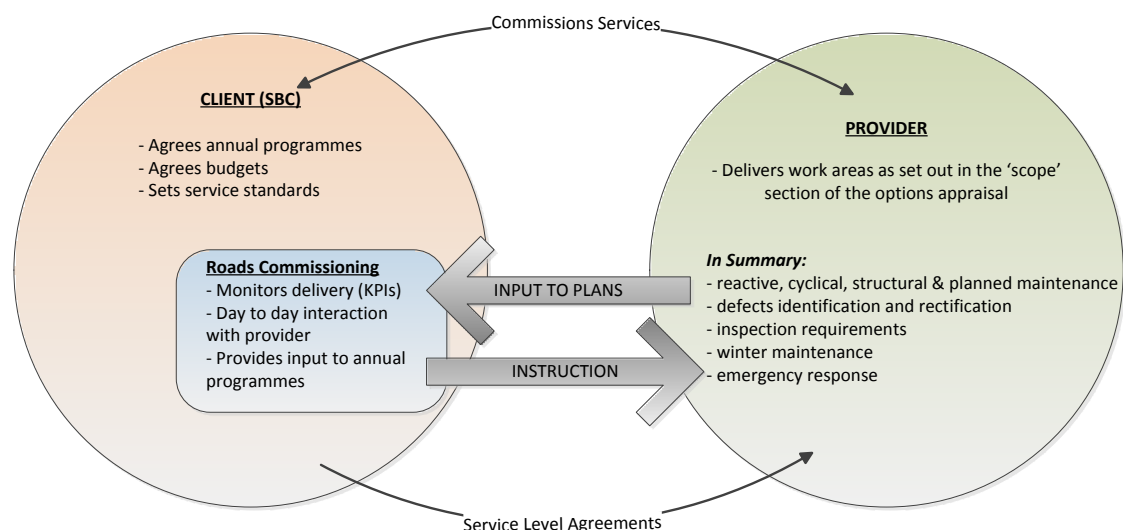 Commissions Services
CLIENT (SBC)
- Agrees annual programmes
- Agrees budgets
- Sets service standards
Roads Commissioning
- Monitors delivery (KPIs)
- Day to day interaction
with provider
- Provides input to annual
programmes
INPUT TO PLANS
INSTRUCTION
PROVIDER
- Delivers work areas as set out in the ‘scope’
section of the options appraisal
In Summary:
- reactive, cyclical, structural & planned maintenance
- defects identification and rectification
- inspection requirements
- winter maintenance
- emergency response
Service Level Agreements